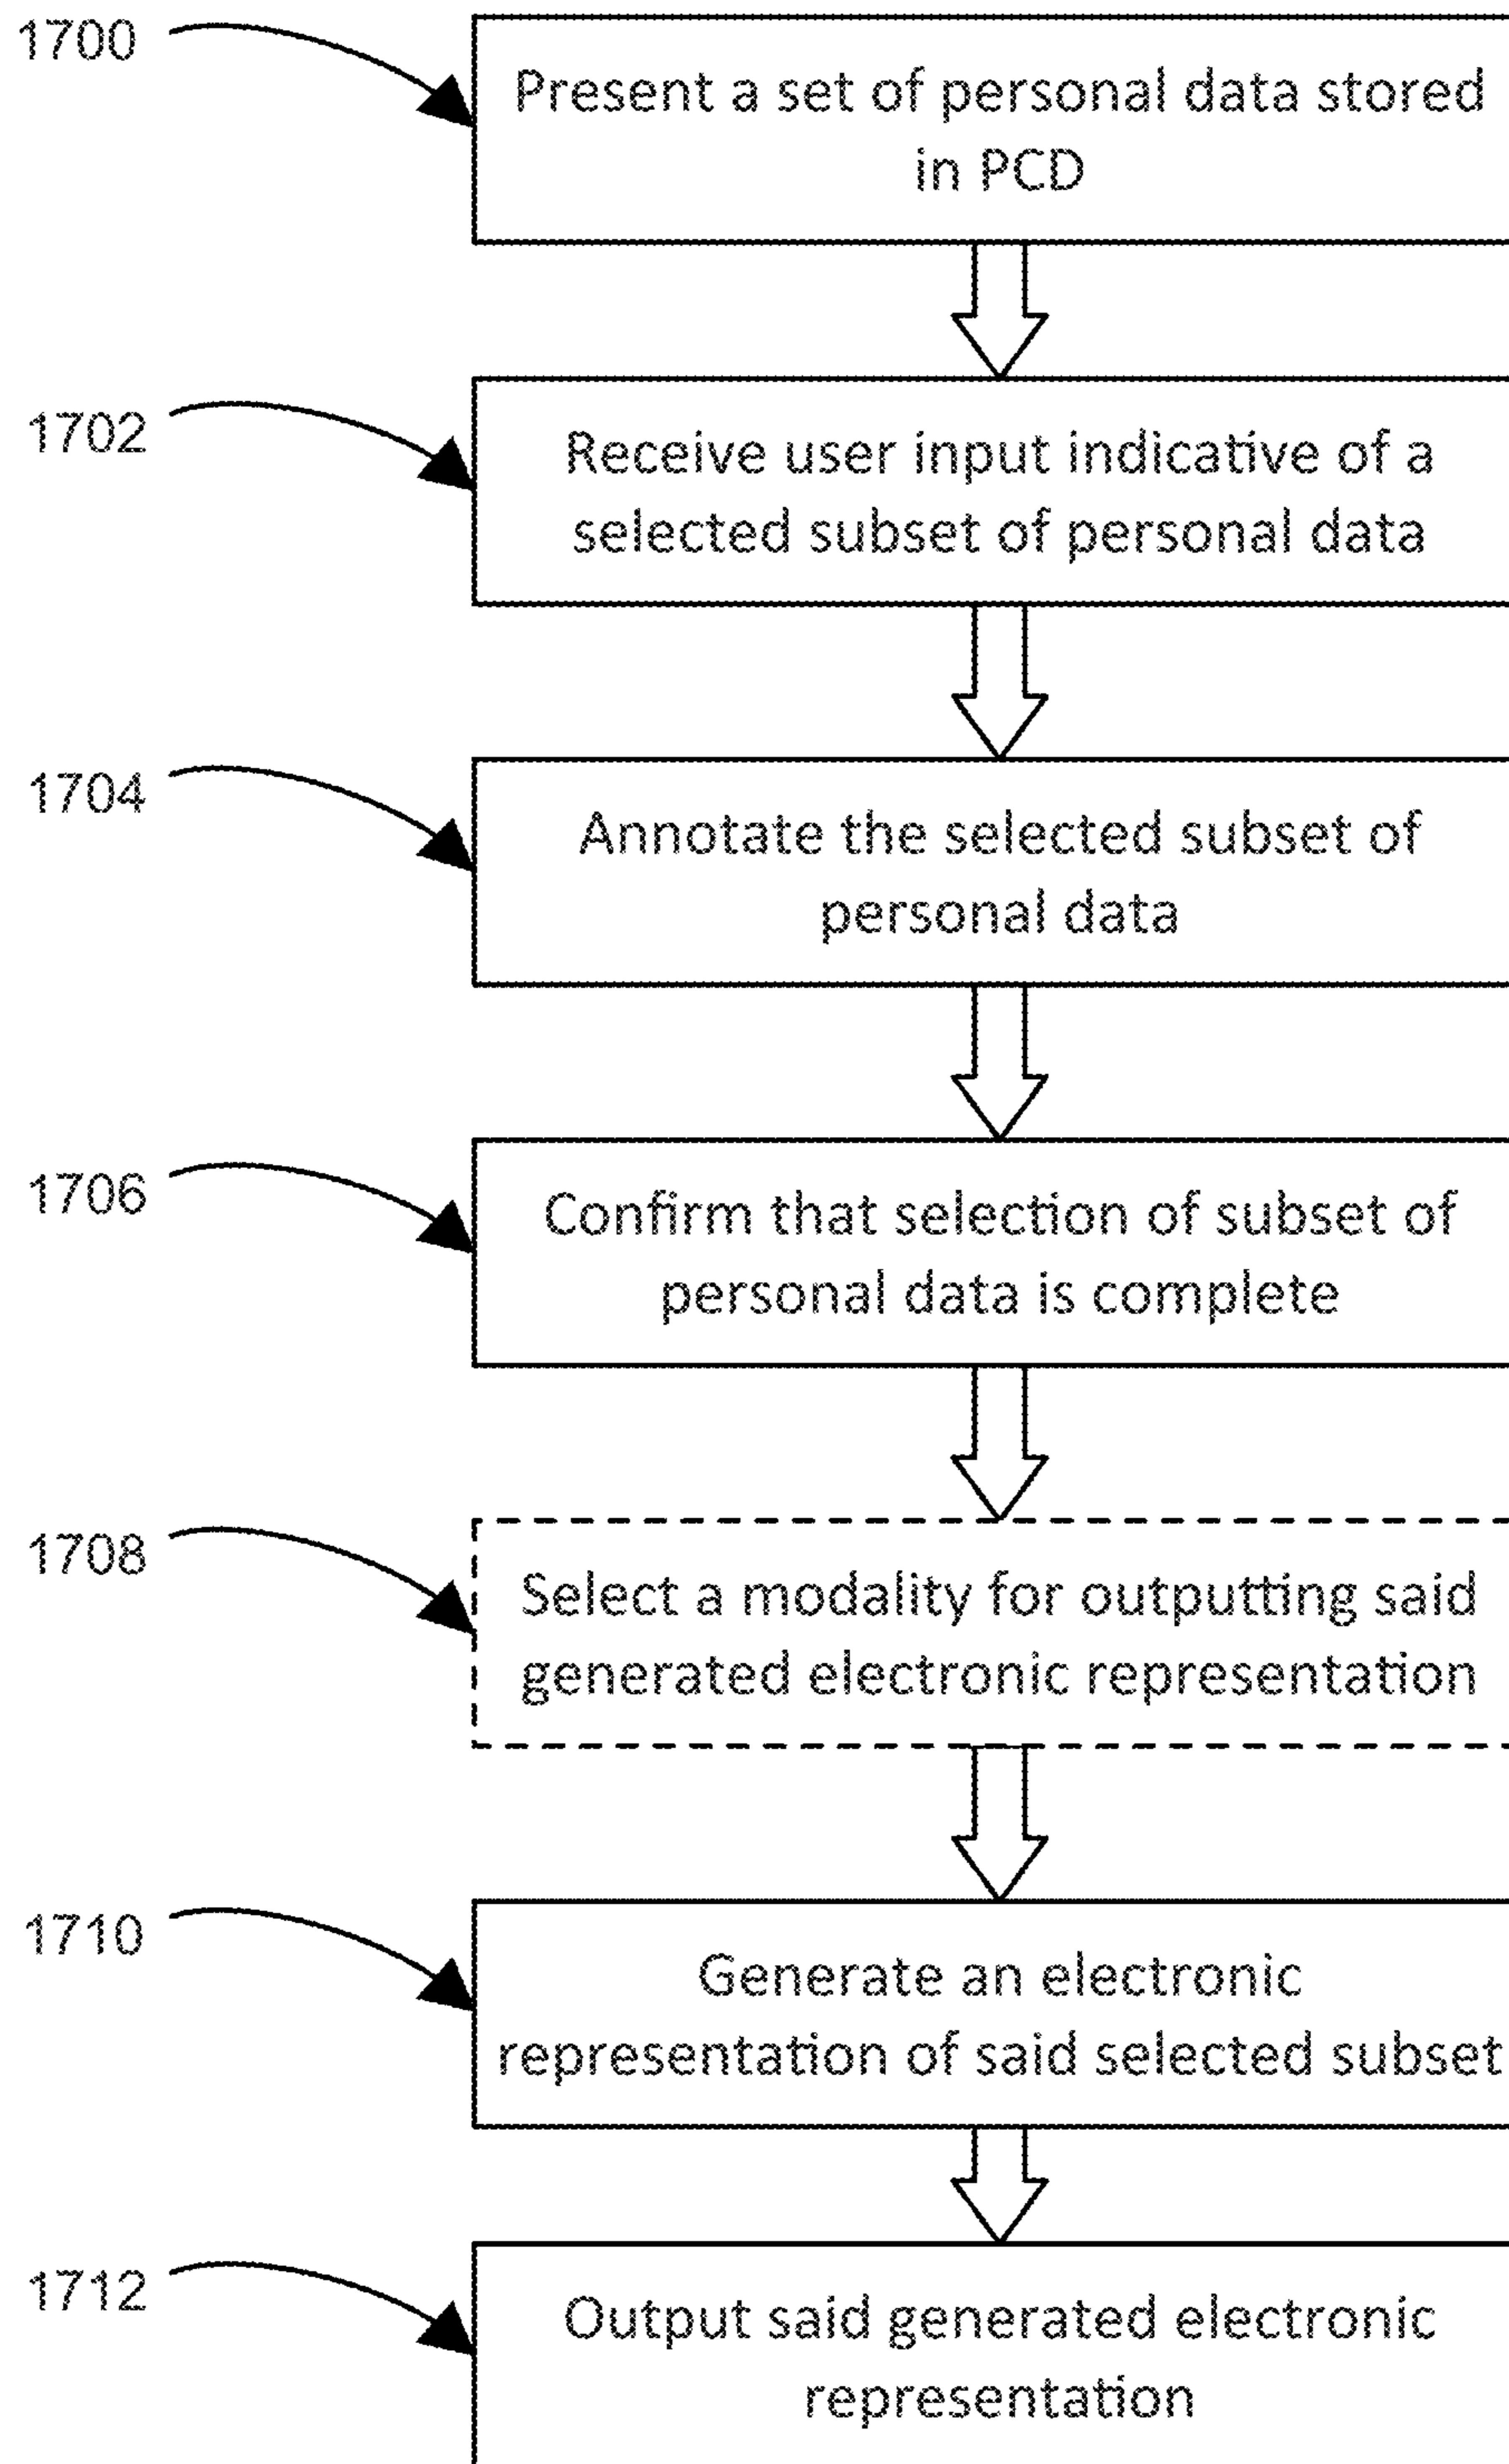 1700
Present a set of personal data stored
in PCD
1702
Receive user input indicative of a
selected subset of personal data
1704
Annotate the selected subset of
personal data
1706
Confirm that selection of subset of
personal data is complete
1708
Select a modality for outputting said
generated electronic representation
1710
Generate an electronic
representation of said selected subset
1712
Output said generated electronic
representation